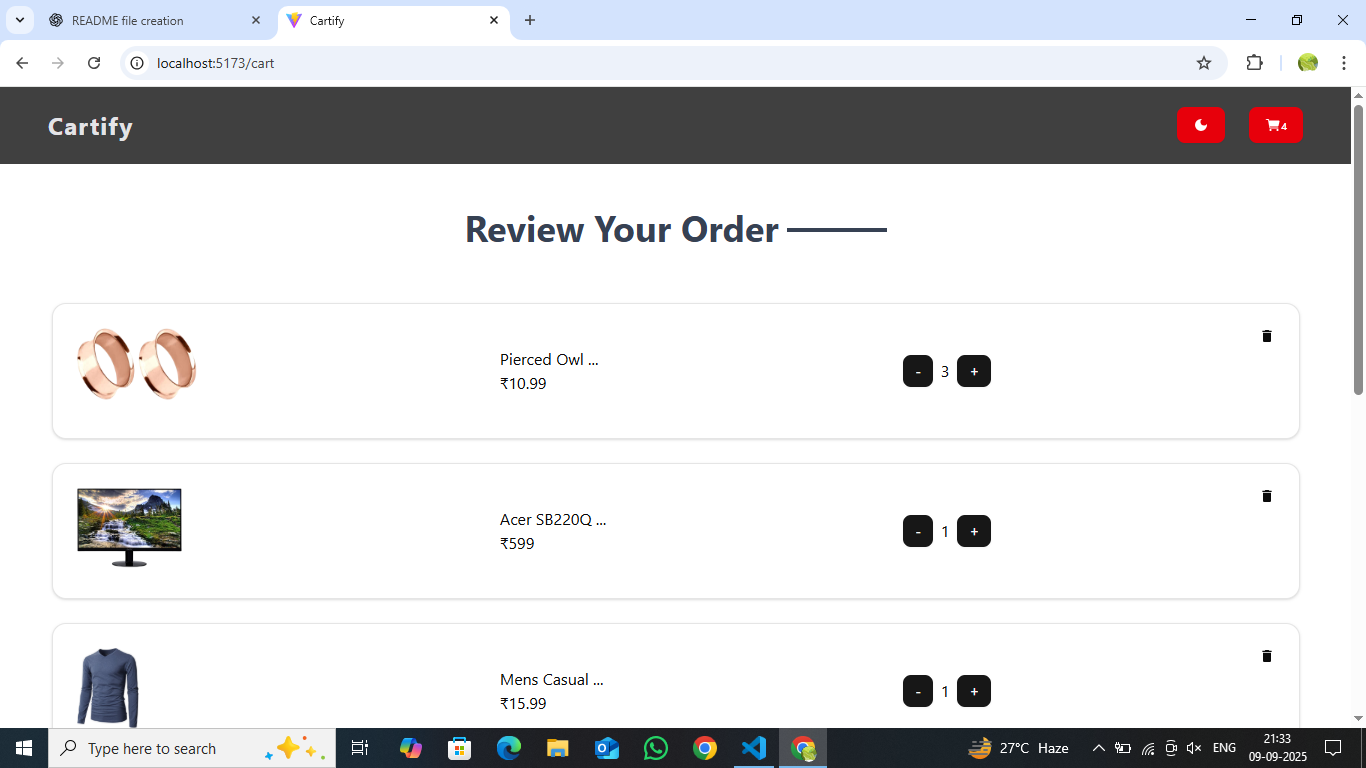 README file creation
Cartify
localhost:5173/cart
Cartify
4
Review Your Order
Pierced Owl ...
₹10.99
- 3 +
Acer SB220Q ...
₹599
- 1 +
Mens Casual ...
₹15.99
- 1 +
Type here to search
27°C Haze
ENG
21:33
09-09-2025